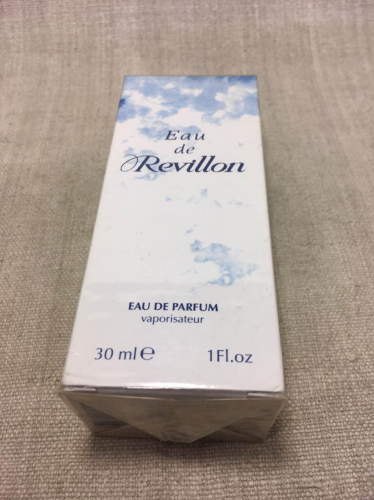 Eau
de
Revillon
EAU DE PARFUM
vaporisateur
30 ml e 1Fl.oz